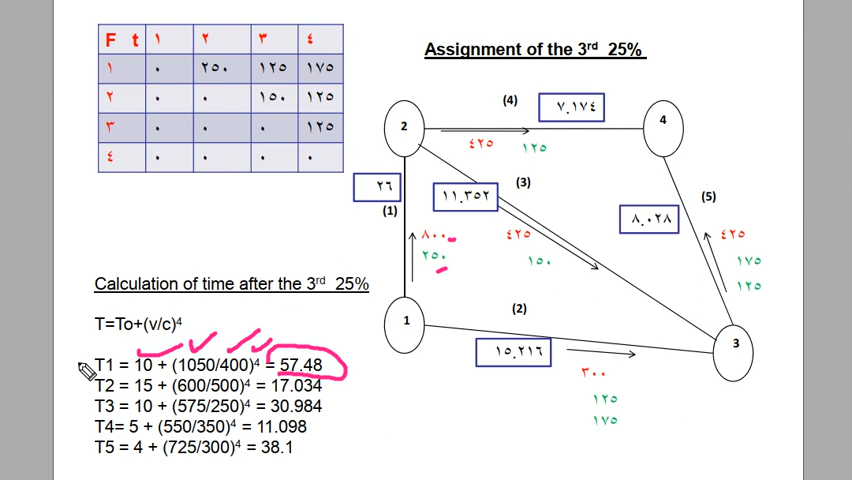 F t ١ ٢ ٣ ٤
١ ٠ ٢٥٠ ١٢٥ ١٧٥
٢ ٠ ٠ ١٥٠ ١٢٥
٣ ٠ ٠ ٠ ١٢٥
٤ ٠ ٠ ٠ ٠
Assignment of the 3rd 25%
(4)
٧.١٧٤
2
4
٤٢٥
١٢٥
٢٦
(1)
(3)
١١.٣٥٢
(5)
٨.٠٢٨
٨٠٠
٢٥٠
٤٢٥
١٥٠
٤٢٥
١٧٥
١٢٥
1
(2)
3
١٥.٢١٦
٣٠٠
١٢٥
١٧٥
Calculation of time after the 3rd 25%
T=To+(v/c)⁴
T1 = 10 + (1050/400)⁴ = 57.48
T2 = 15 + (600/500)⁴ = 17.034
T3 = 10 + (575/250)⁴ = 30.984
T4= 5 + (550/350)⁴ = 11.098
T5 = 4 + (725/300)⁴ = 38.1